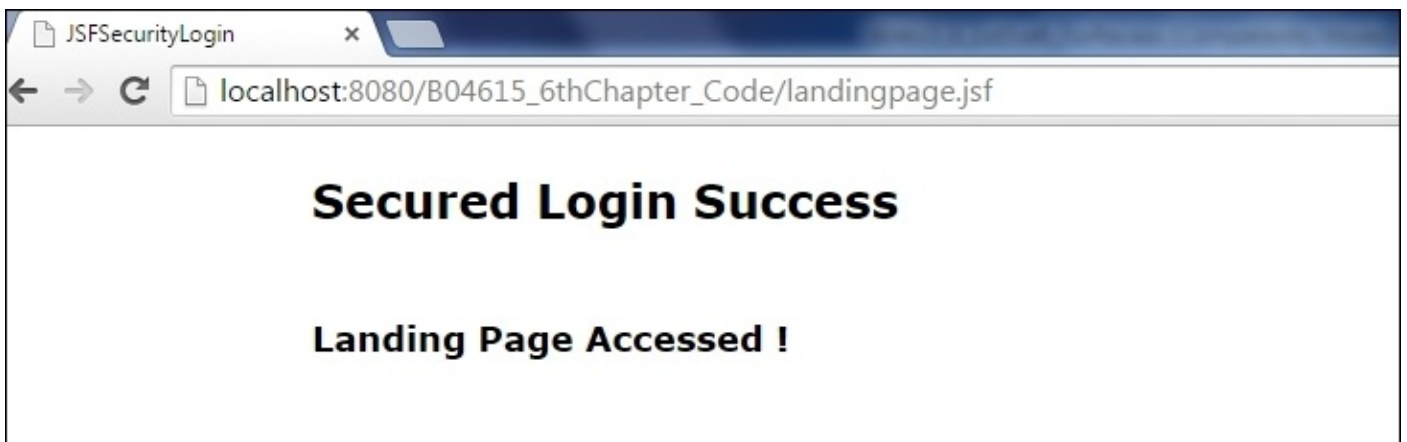 JSFSecurityLogin
localhost:8080/B04615_6thChapter_Code/landingpage.jsf
Secured Login Success
Landing Page Accessed !